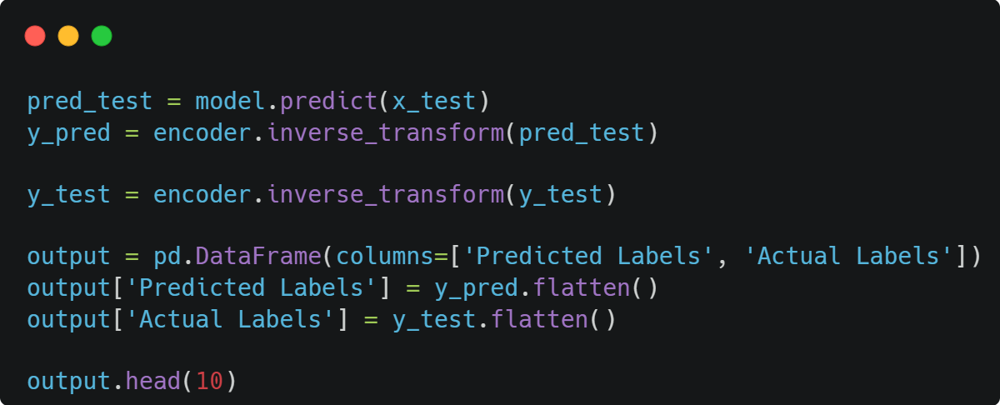 pred_test = model.predict(x_test)
y_pred = encoder.inverse_transform(pred_test)
y_test = encoder.inverse_transform(y_test)
output = pd.DataFrame(columns=['Predicted Labels', 'Actual Labels'])
output['Predicted Labels'] = y_pred.flatten()
output['Actual Labels'] = y_test.flatten()
output.head(10)